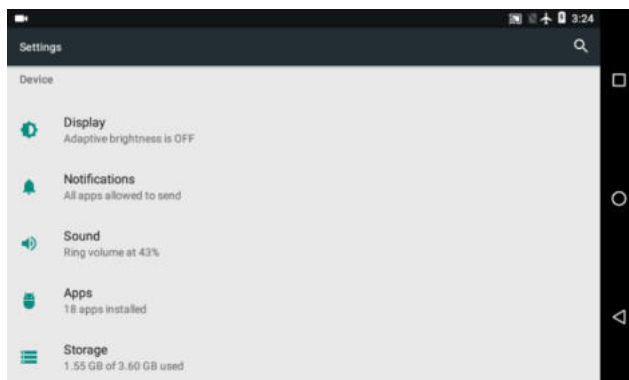 3:24
Settings
Device
Display
Adaptive brightness is OFF
Notifications
All apps allowed to send
Sound
Ring volume at 43%
Apps
18 apps installed
Storage
1.55 GB of 3.60 GB used